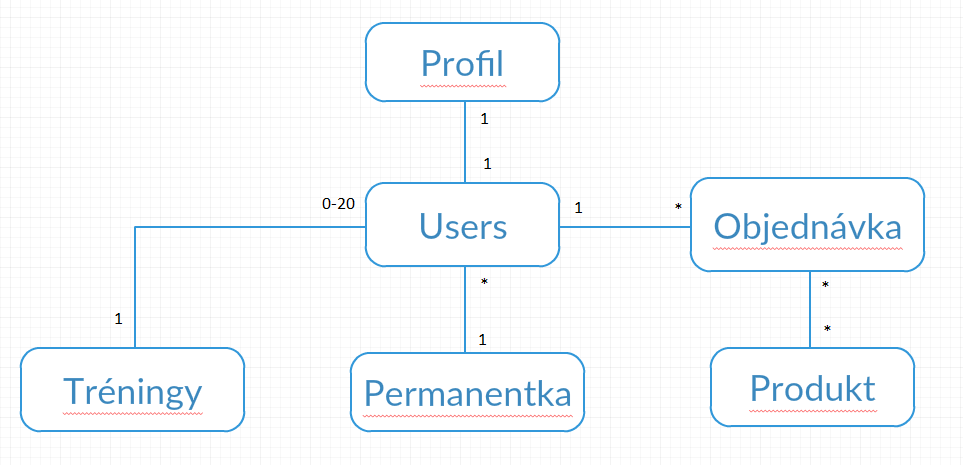 Profil
1
1
0-20
Users
1
*
Objednávka
*
*
1
1
*
*
Tréningy
Permanentka
Produkt